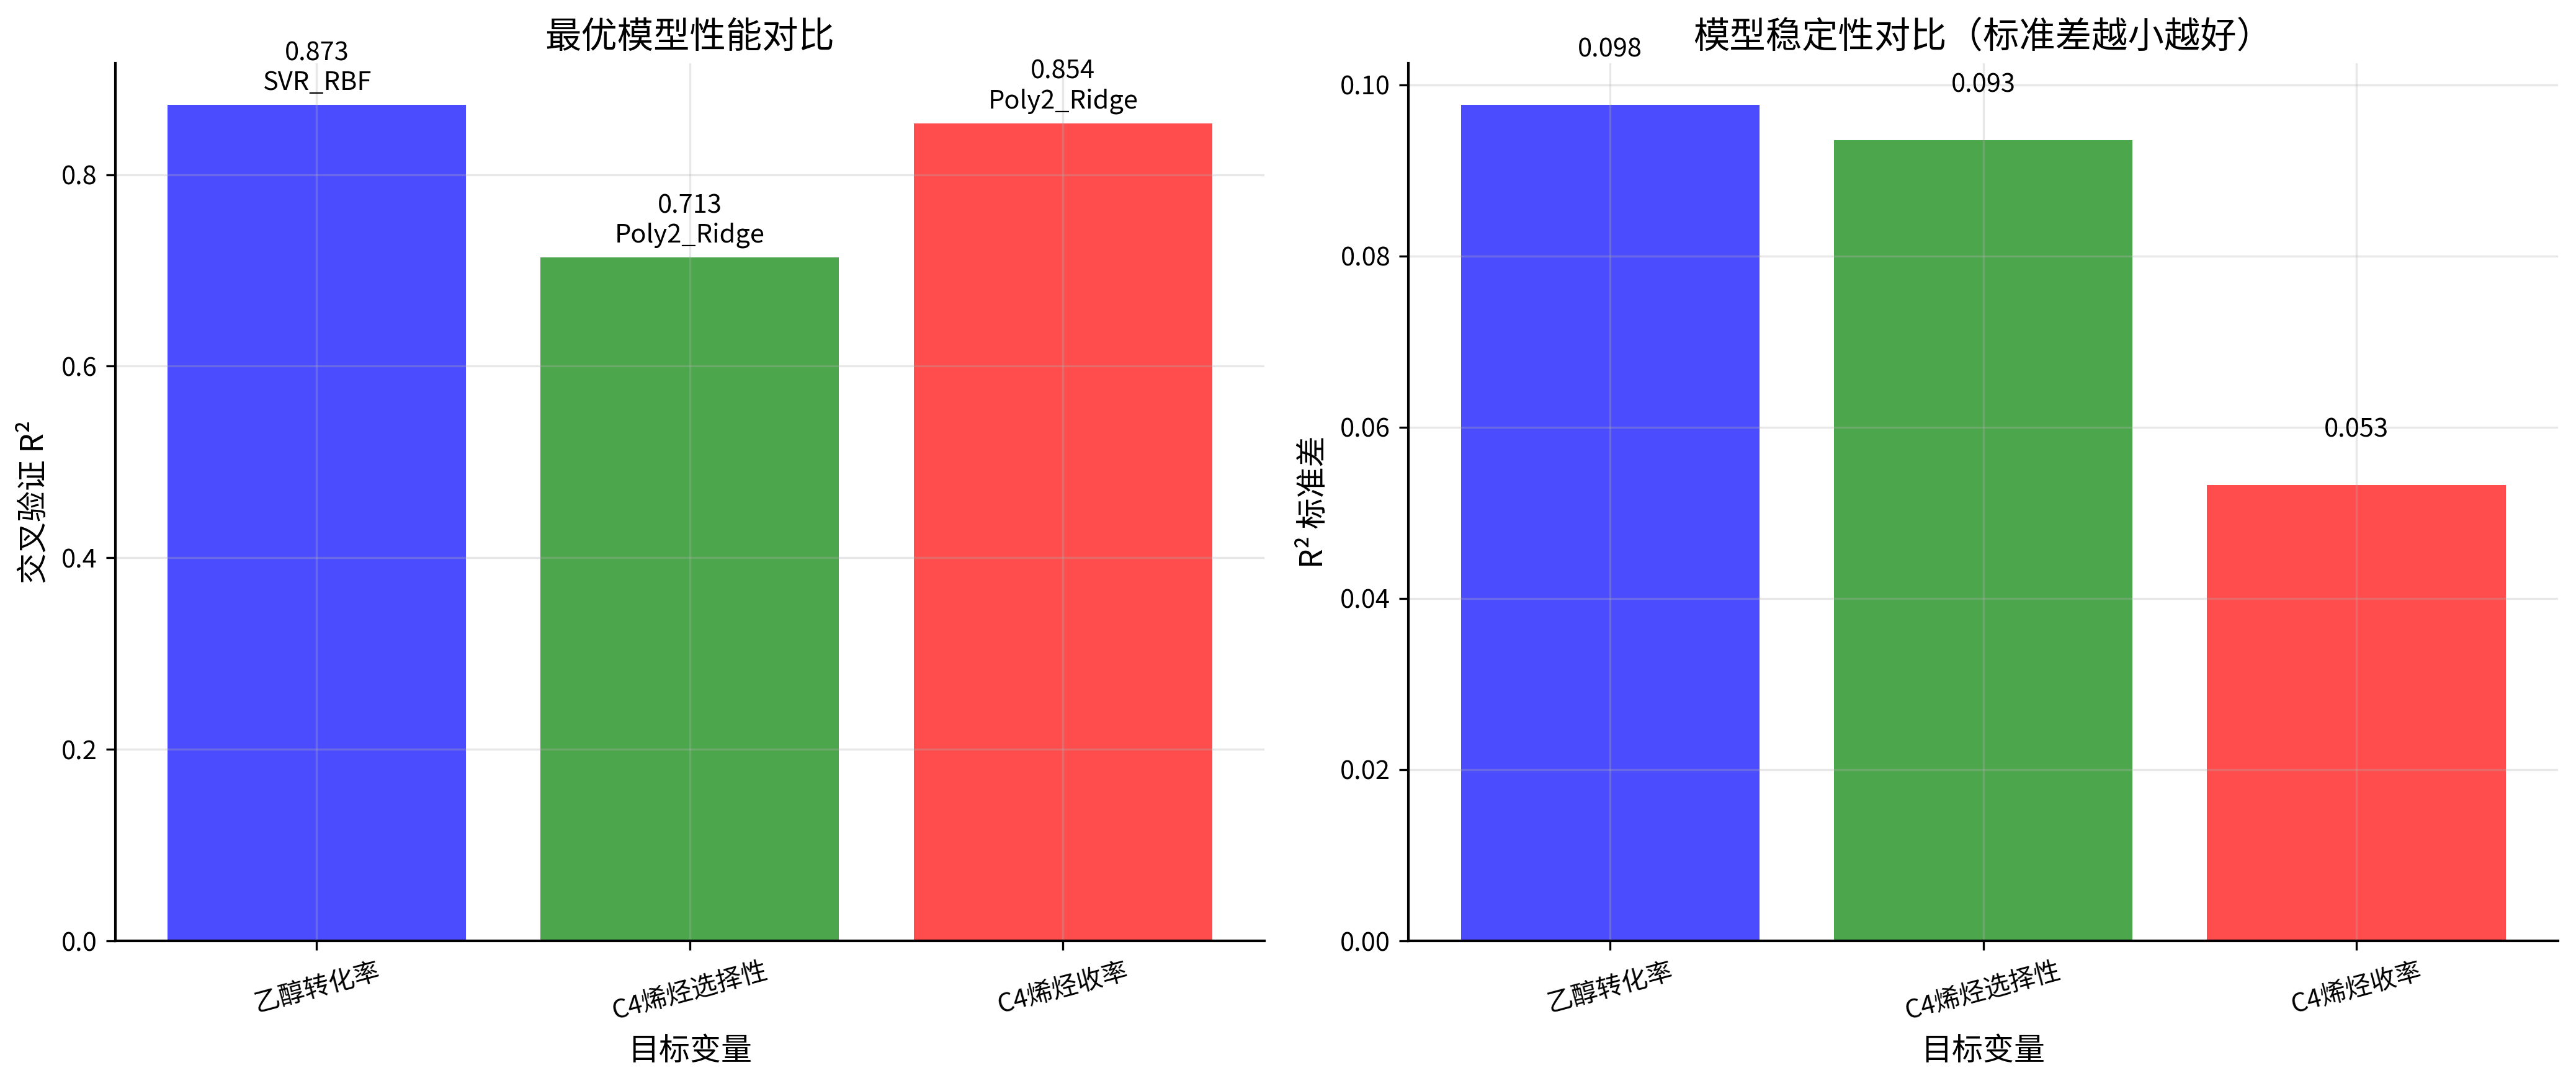 最优模型性能对比
0.873
SVR_RBF
0.713
Poly2_Ridge
0.854
Poly2_Ridge
交叉验证 R²
0.8
0.6
0.4
0.2
0.0
乙醇转化率
C4烯烃选择性
C4烯烃收率
目标变量
模型稳定性对比（标准差越小越好）
0.098
0.093
0.053
R² 标准差
0.10
0.08
0.06
0.04
0.02
0.00
乙醇转化率
C4烯烃选择性
C4烯烃收率
目标变量